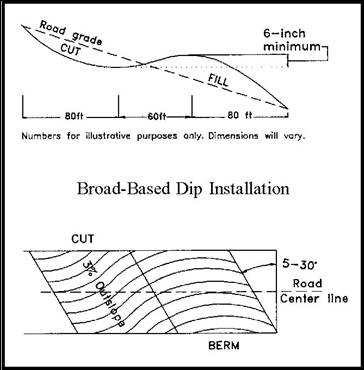 Road grade
6-inch
minimum
CUT
FILL
80ft
60ft
80 ft
Numbers for illustrative purposes only. Dimensions will vary.
Broad-Based Dip Installation
CUT
3% Outslope
5-30°
Road
Center line
BERM